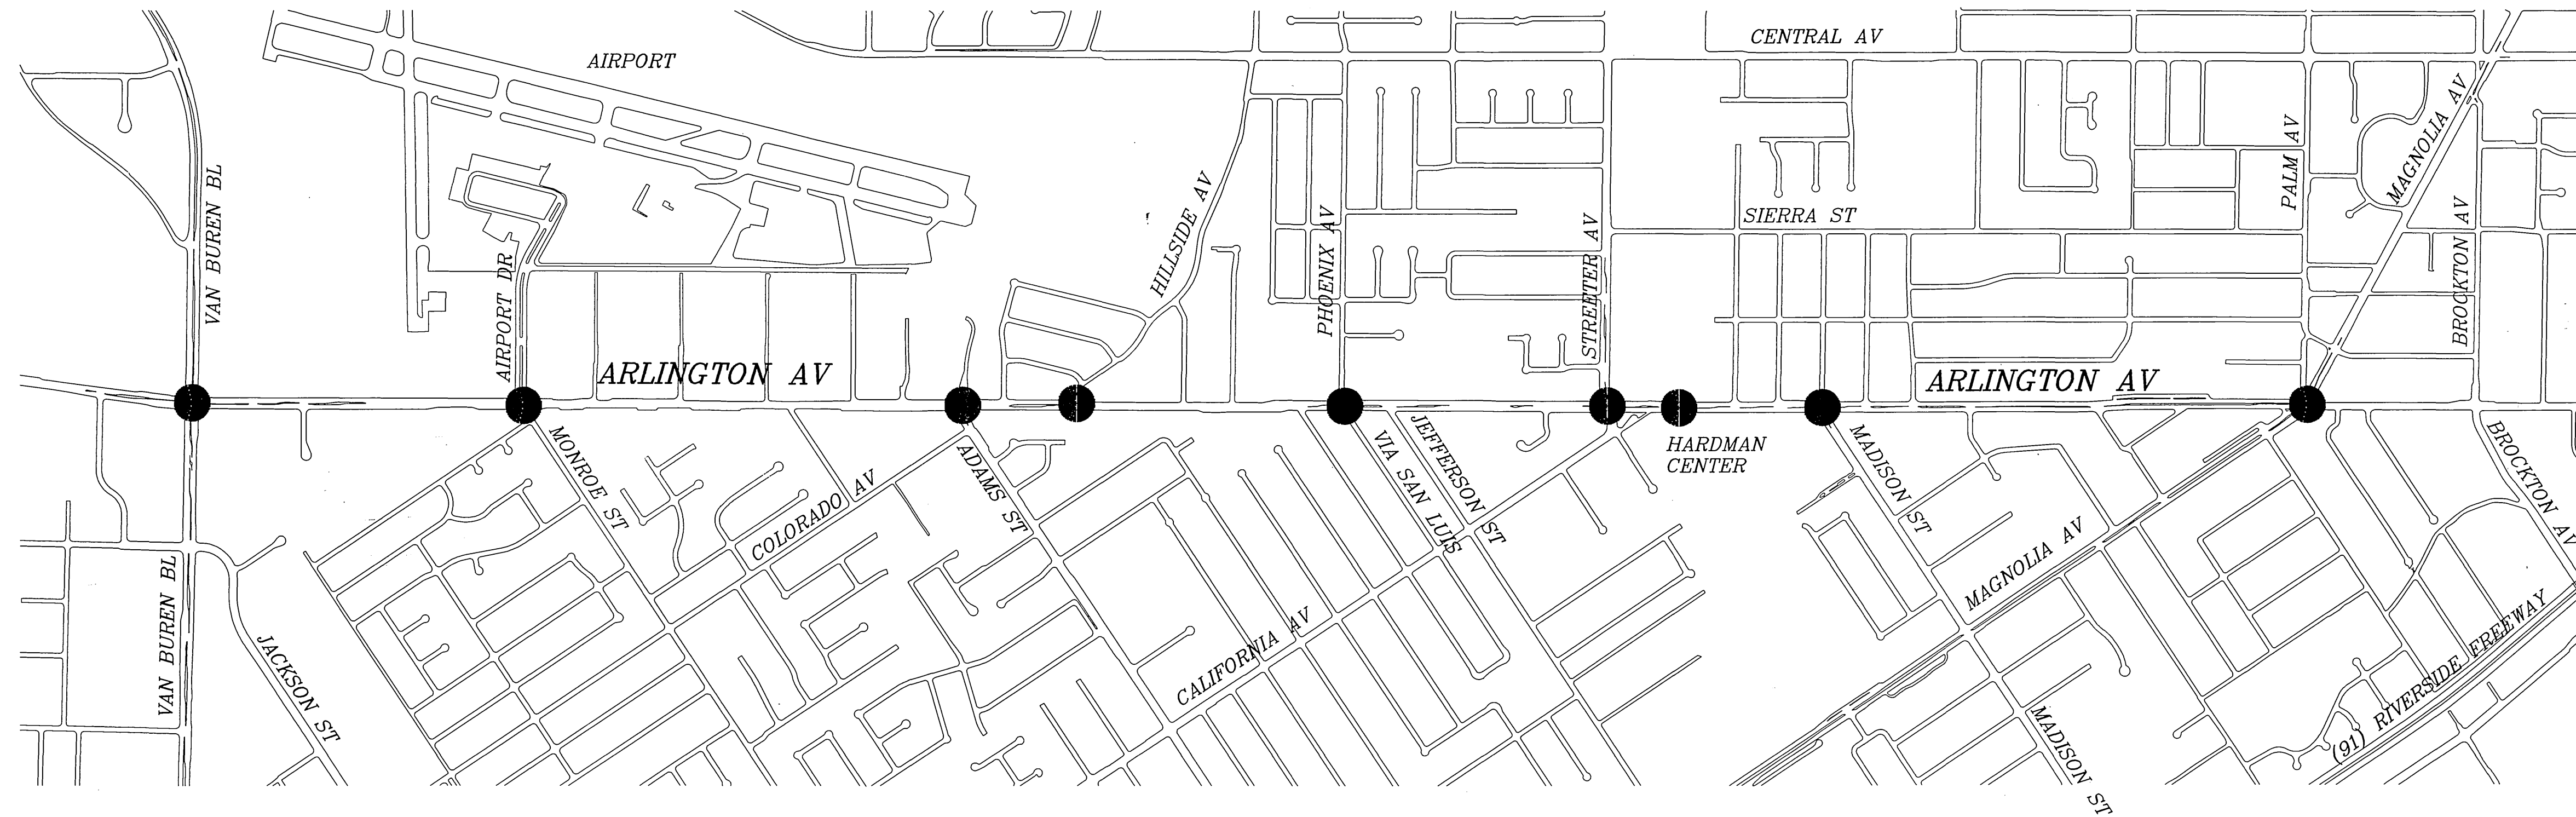 CENTRAL AV
AIRPORT
MAGNOLIA AV
PALM AV
VAN BUREN BL
HILLSIDE AV
BROCKTON AV
PHOENIX AV
STREETER AV
SIERRA ST
AIRPORT DR
ARLINGTON AV
ARLINGTON AV
MONROE ST
ADAMS ST
VIA SAN LUIS
JEFFERSON ST
HARDMAN
CENTER
MADISON ST
BROCKTON AV
COLORADO AV
MAGNOLIA AV
VAN BUREN BL
JACKSON ST
CALIFORNIA AV
MADISON ST
(91) RIVERSIDE FREEWAY